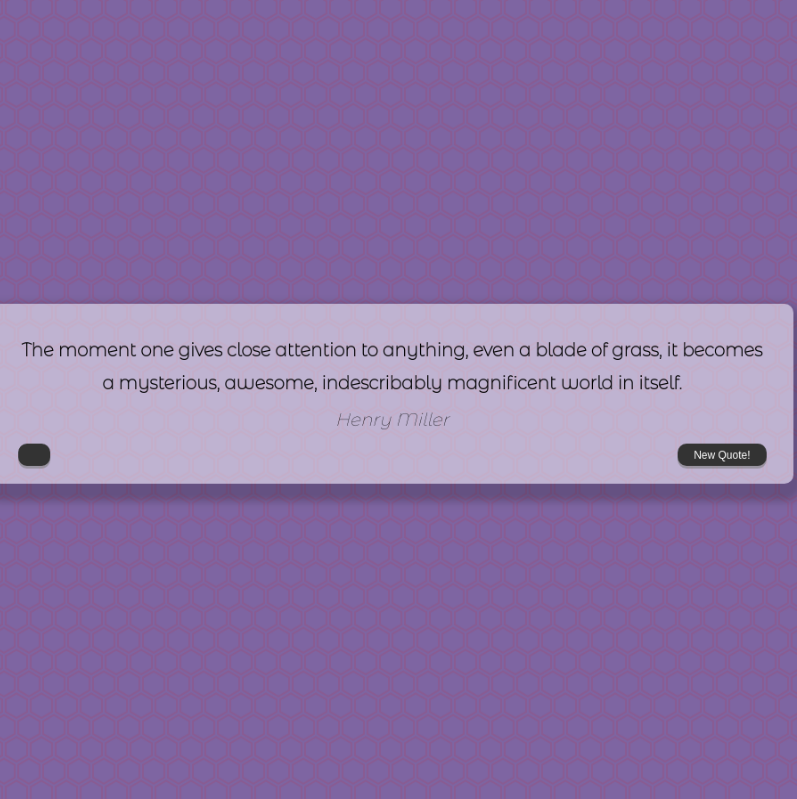 The moment one gives close attention to anything, even a blade of grass, it becomes
a mysterious, awesome, indescribably magnificent world in itself.
Henry Miller
New Quote!